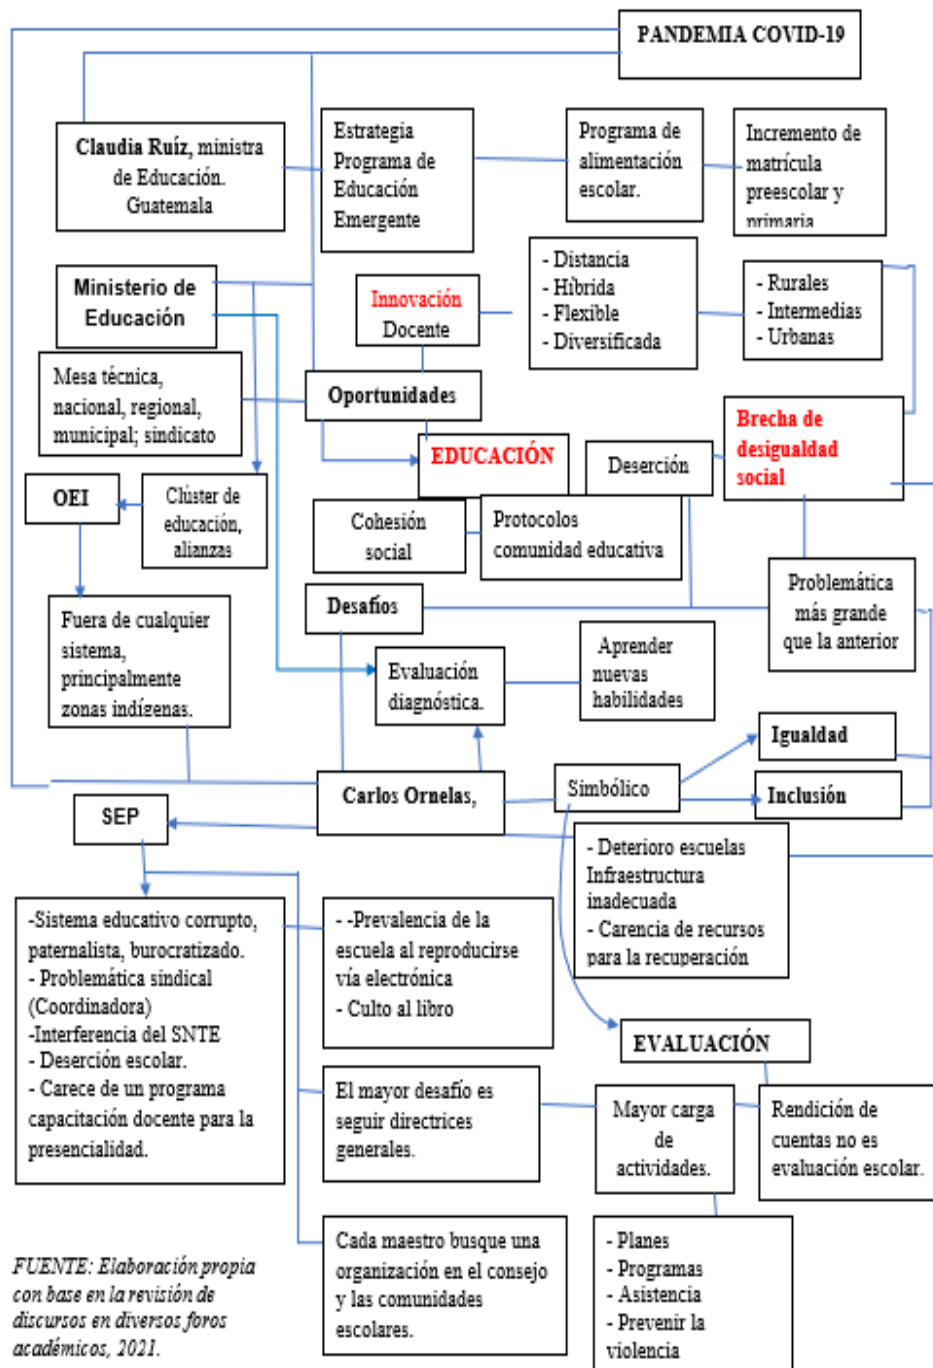 PANDEMIA COVID-19
Claudia Ruíz, ministra
de Educación.
Guatemala
Estrategia
Programa de
Educación
Emergente
Programa de
alimentación
escolar.
Incremento de
matrícula
preescolar y
primaria
Ministerio de
Educación
Innovación
Docente
- Distancia
- Híbrida
- Flexible
- Diversificada
- Rurales
- Intermedias
- Urbanas
Mesa técnica,
nacional, regional,
municipal; sindicato
Oportunidades
EDUCACIÓN
Deserción
Brecha de
desigualdad
social
OEI
Clúster de
educación,
alianzas
Cohesión
social
Protocolos
comunidad educativa
Fuera de cualquier
sistema,
principalmente
zonas indígenas.
Desafíos
Problemática
más grande
que la anterior
Evaluación
diagnóstica.
Aprender
nuevas
habilidades
Igualdad
Carlos Ornelas,
Simbólico
Inclusión
SEP
- Deterioro escuelas
Infraestructura
inadecuada
- Carencia de recursos
para la recuperación
-Sistema educativo corrupto,
paternalista, burocratizado.
- Problemática sindical
(Coordinadora)
-Interferencia del SNTE
- Deserción escolar.
- Carece de un programa
capacitación docente para la
presencialidad.
- -Prevalencia de la
escuela al reproducirse
vía electrónica
- Culto al libro
EVALUACIÓN
El mayor desafío es
seguir directrices
generales.
Mayor carga
de
actividades.
Rendición de
cuentas no es
evaluación escolar.
Cada maestro busque una
organización en el consejo
y las comunidades
escolares.
- Planes
- Programas
- Asistencia
- Prevenir la
violencia
FUENTE: Elaboración propia
con base en la revisión de
discursos en diversos foros
académicos, 2021.